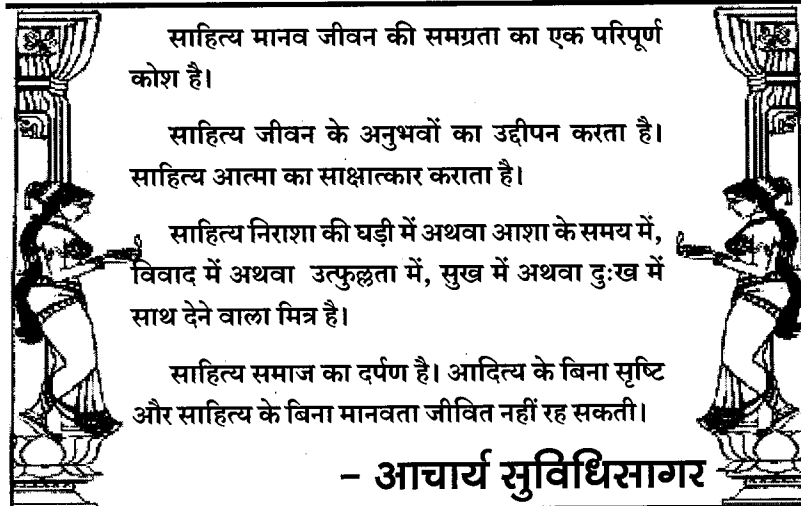 साहित्य मानव जीवन की समग्रता का एक परिपूर्ण
कोश है।
साहित्य जीवन के अनुभवों का उद्दीपन करता है।
साहित्य आत्मा का साक्षात्कार कराता है।
साहित्य निराशा की घड़ी में अथवा आशा के समय में,
विवाद में अथवा उत्फुल्लता में, सुख में अथवा दुःख में
साथ देने वाला मित्र है।
साहित्य समाज का दर्पण है। आदित्य के बिना सृष्टि
और साहित्य के बिना मानवता जीवित नहीं रह सकती।
– आचार्य सुविधिसागर